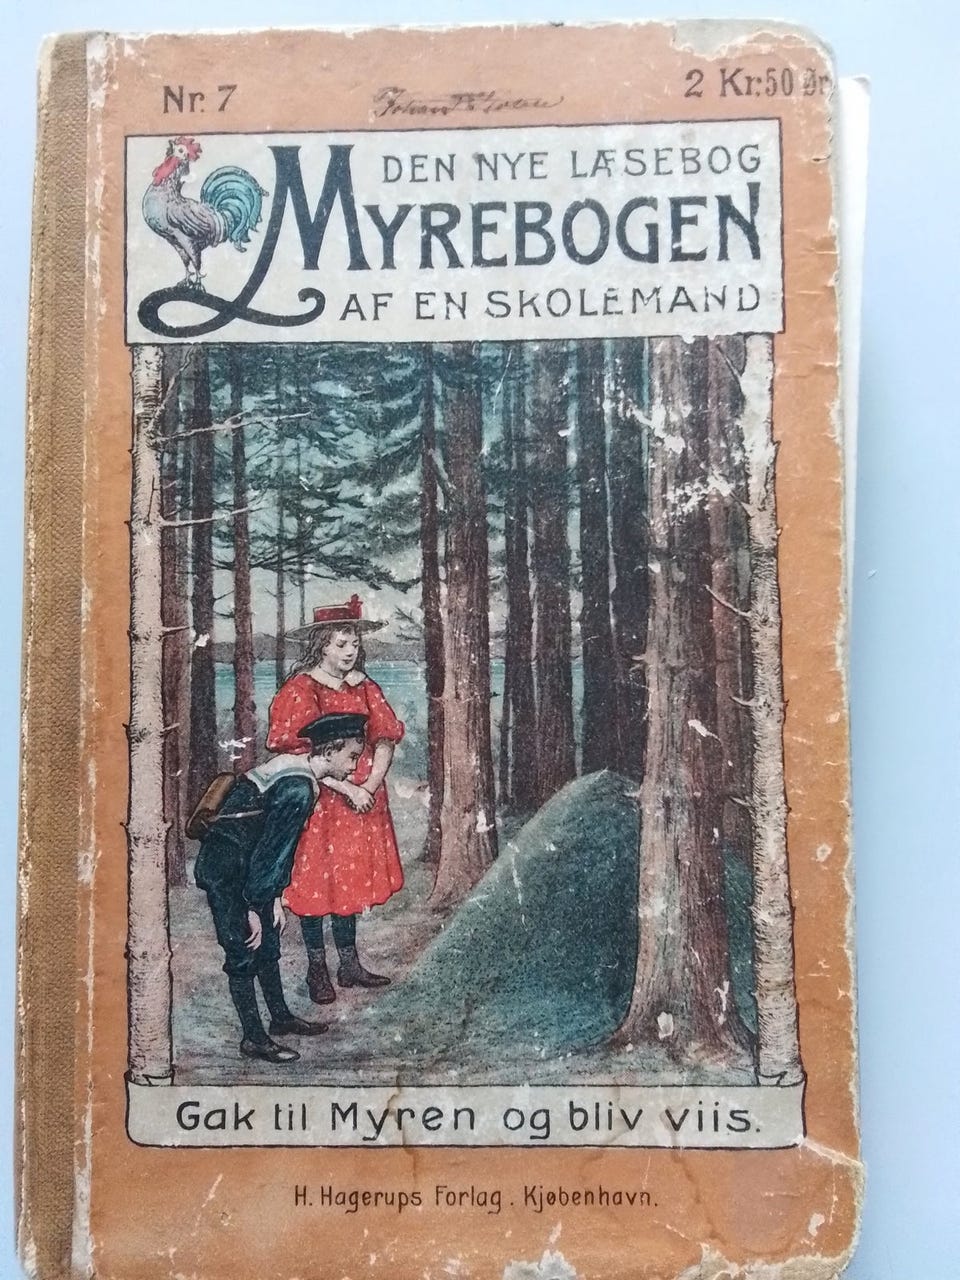 Nr. 7
2 Kr. 50 Ør.
DEN NYE LÆSEBOG
MYREBOGEN
AF EN SKOLEMAND
Gak til Myren og bliv viis.
H. Hagerups Forlag. Kjøbenhavn.